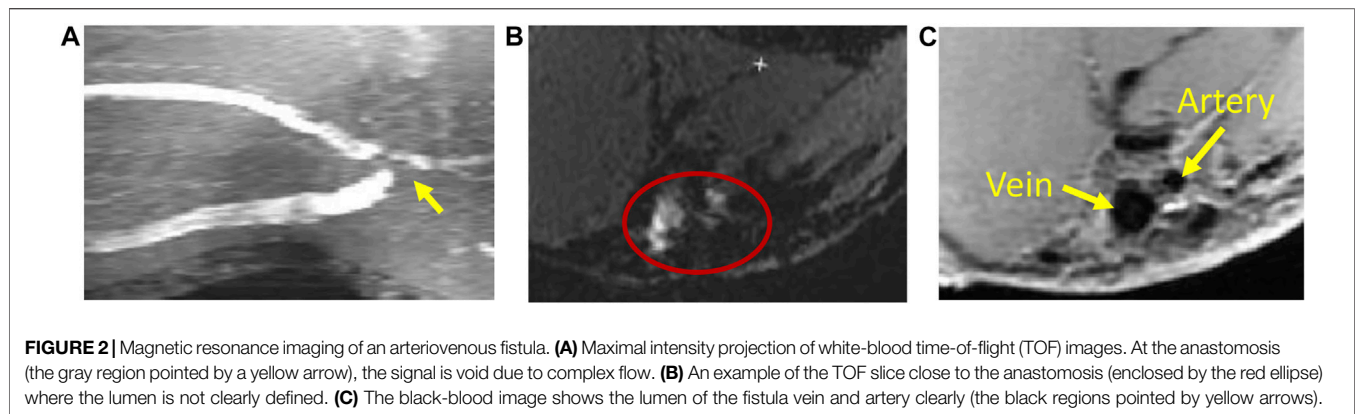 A
B
C
Artery
Vein
FIGURE 2 | Magnetic resonance imaging of an arteriovenous fistula. (A) Maximal intensity projection of white-blood time-of-flight (TOF) images. At the anastomosis
(the gray region pointed by a yellow arrow), the signal is void due to complex flow. (B) An example of the TOF slice close to the anastomosis (enclosed by the red ellipse)
where the lumen is not clearly defined. (C) The black-blood image shows the lumen of the fistula vein and artery clearly (the black regions pointed by yellow arrows).